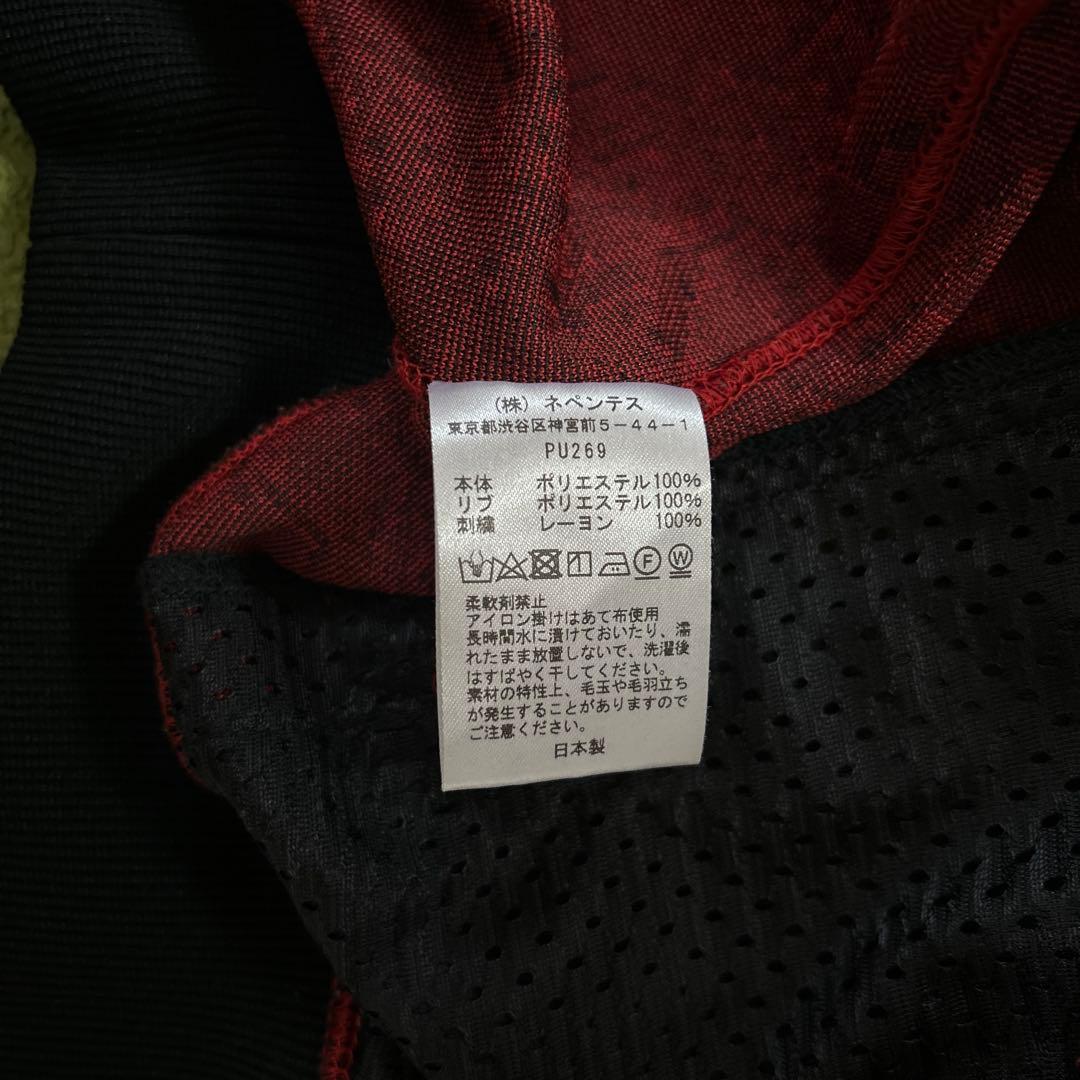 (株) ネペンテス
東京都渋谷区神宮前5-44-1
PU269
本体 ポリエステル100%
リブ ポリエステル100%
刺繍 レーヨン 100%
F W
柔軟剤禁止
アイロン掛けはあて布使用
長時間水に漬けておいたり、濡
れたまま放置しないで、洗濯後
はすばやく干してください。
素材の特性上、毛玉や毛羽立ち
が発生することがありますので
ご注意ください。
日本製